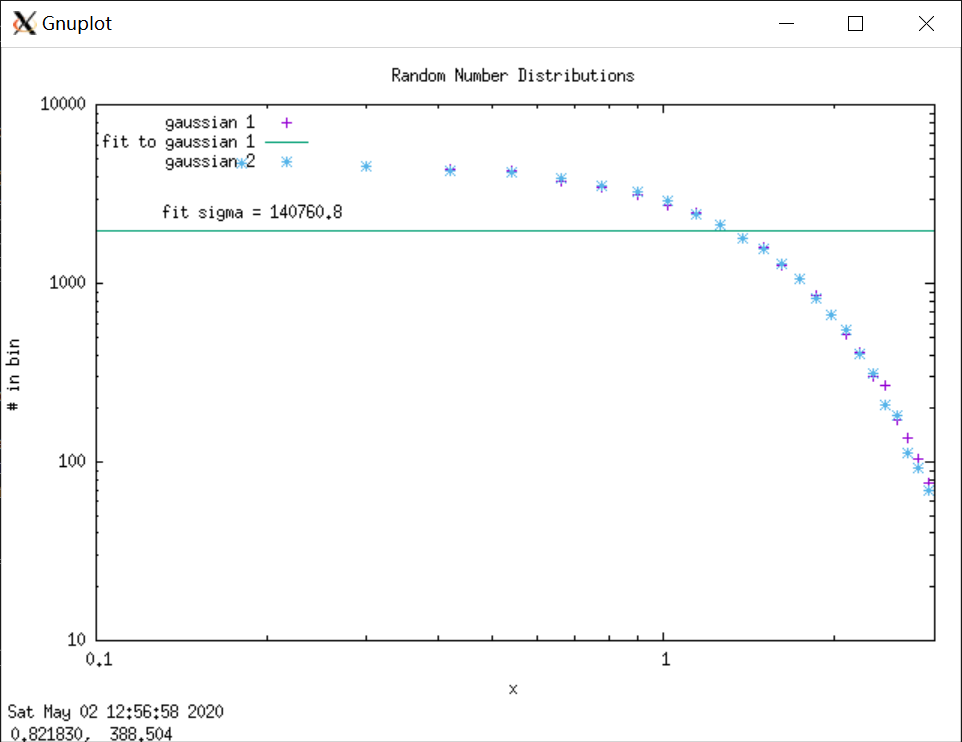 Gnuplot
Random Number Distributions
10000
gaussian 1
fit to gaussian 1
gaussian 2
fit sigma = 140760.8
1000
# in bin
100
10
0.1
1
x
Sat May 02 12:56:58 2020
0.821830, 388.504